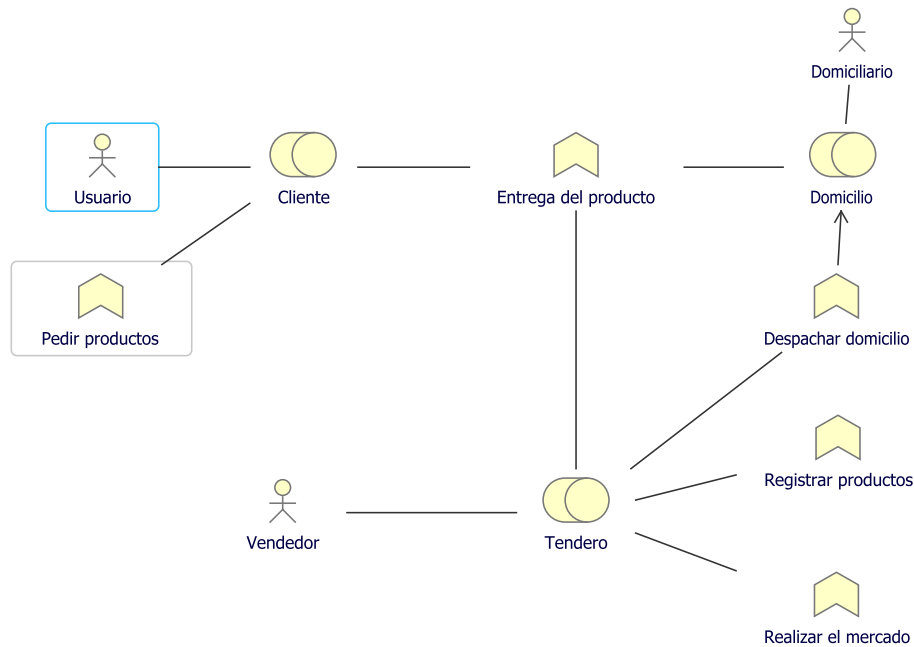 Domiciliario
Usuario
Cliente
Entrega del producto
Domicilio
Pedir productos
Despachar domicilio
Registrar productos
Vendedor
Tendero
Realizar el mercado